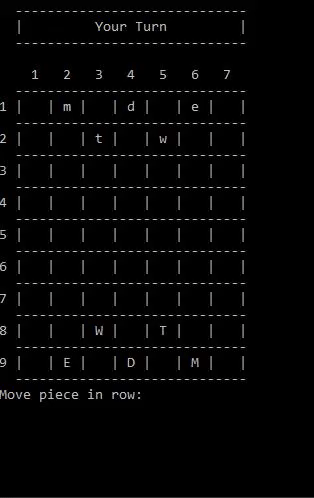 Your Turn
1 2 3 4 5 6 7
1 | | m | | d | | e | |
2 | | | t | | w | | |
3 | | | | | | | |
4 | | | | | | | |
5 | | | | | | | |
6 | | | | | | | |
7 | | | | | | | |
8 | | | W | | T | | |
9 | | E | | D | | M | |
Move piece in row: